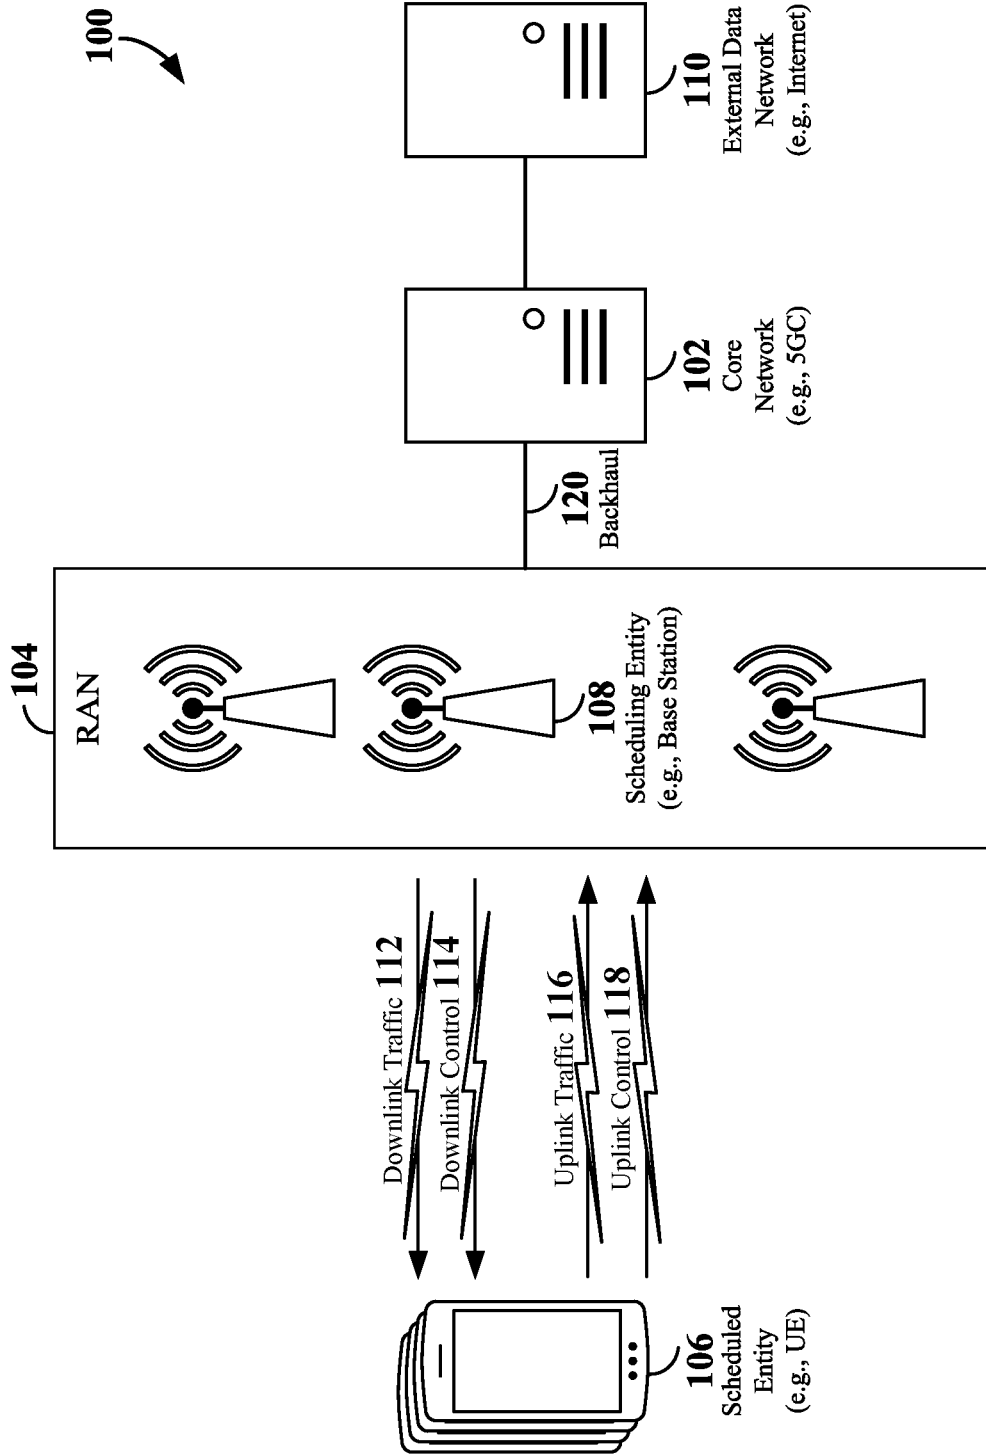 100
104
RAN
108
Scheduling Entity
(e.g., Base Station)
Downlink Traffic 112
Downlink Control 114
Uplink Traffic 116
Uplink Control 118
106
Scheduled
Entity
(e.g., UE)
120
Backhaul
102
Core
Network
(e.g., 5GC)
110
External Data
Network
(e.g., Internet)